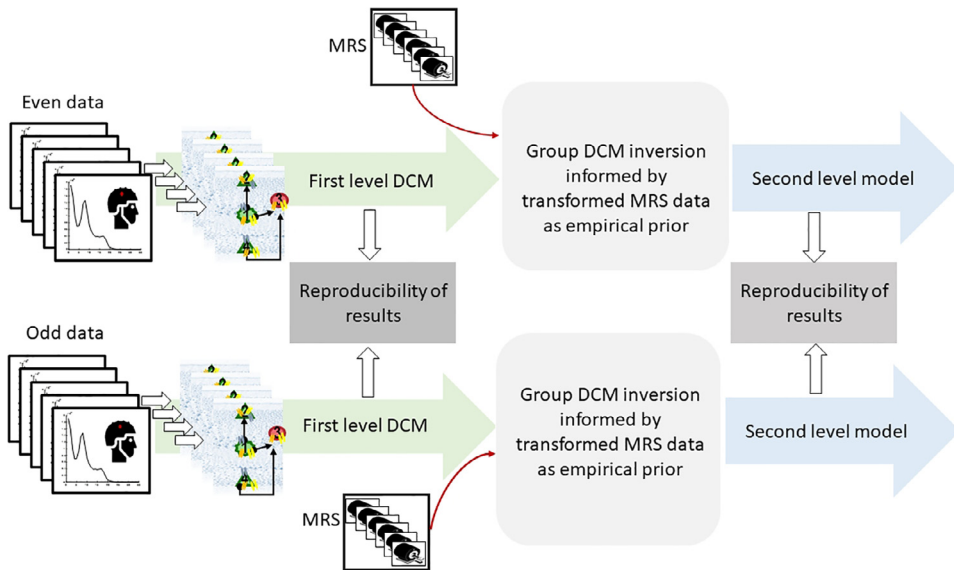 MRS
Even data
First level DCM
Group DCM inversion
informed by
transformed MRS data
as empirical prior
Second level model
Reproducibility of
results
Reproducibility of
results
Odd data
First level DCM
Group DCM inversion
informed by
transformed MRS data
as empirical prior
Second level model
MRS